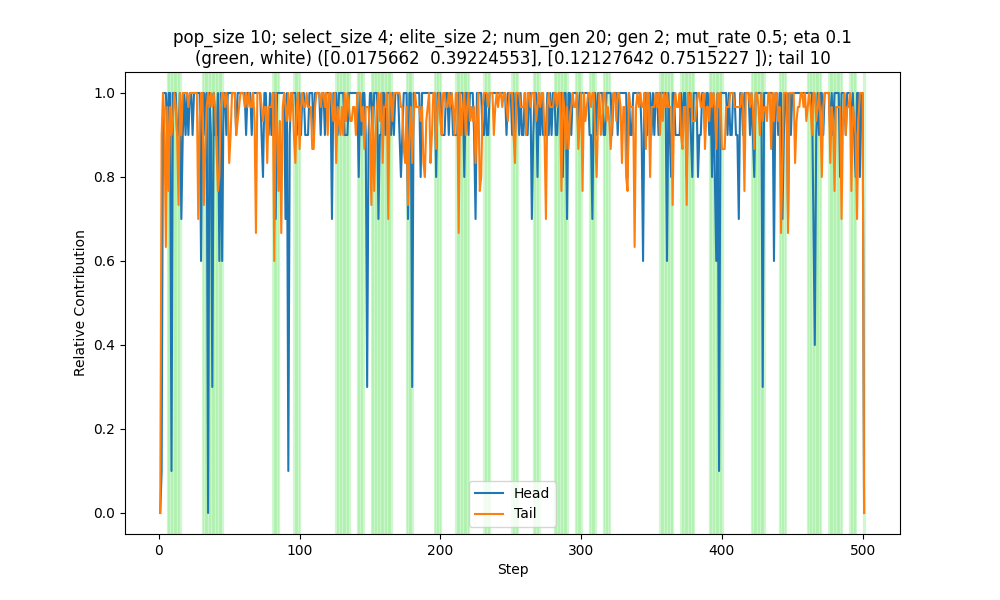 pop_size 10; select_size 4; elite_size 2; num_gen 20; gen 2; mut_rate 0.5; eta 0.1
(green, white) ([0.0175662  0.39224553], [0.12127642 0.7515227 ]); tail 10
1.0
0.8
0.6
0.4
0.2
0.0
Relative Contribution
Head
Tail
0
100
200
300
400
500
Step